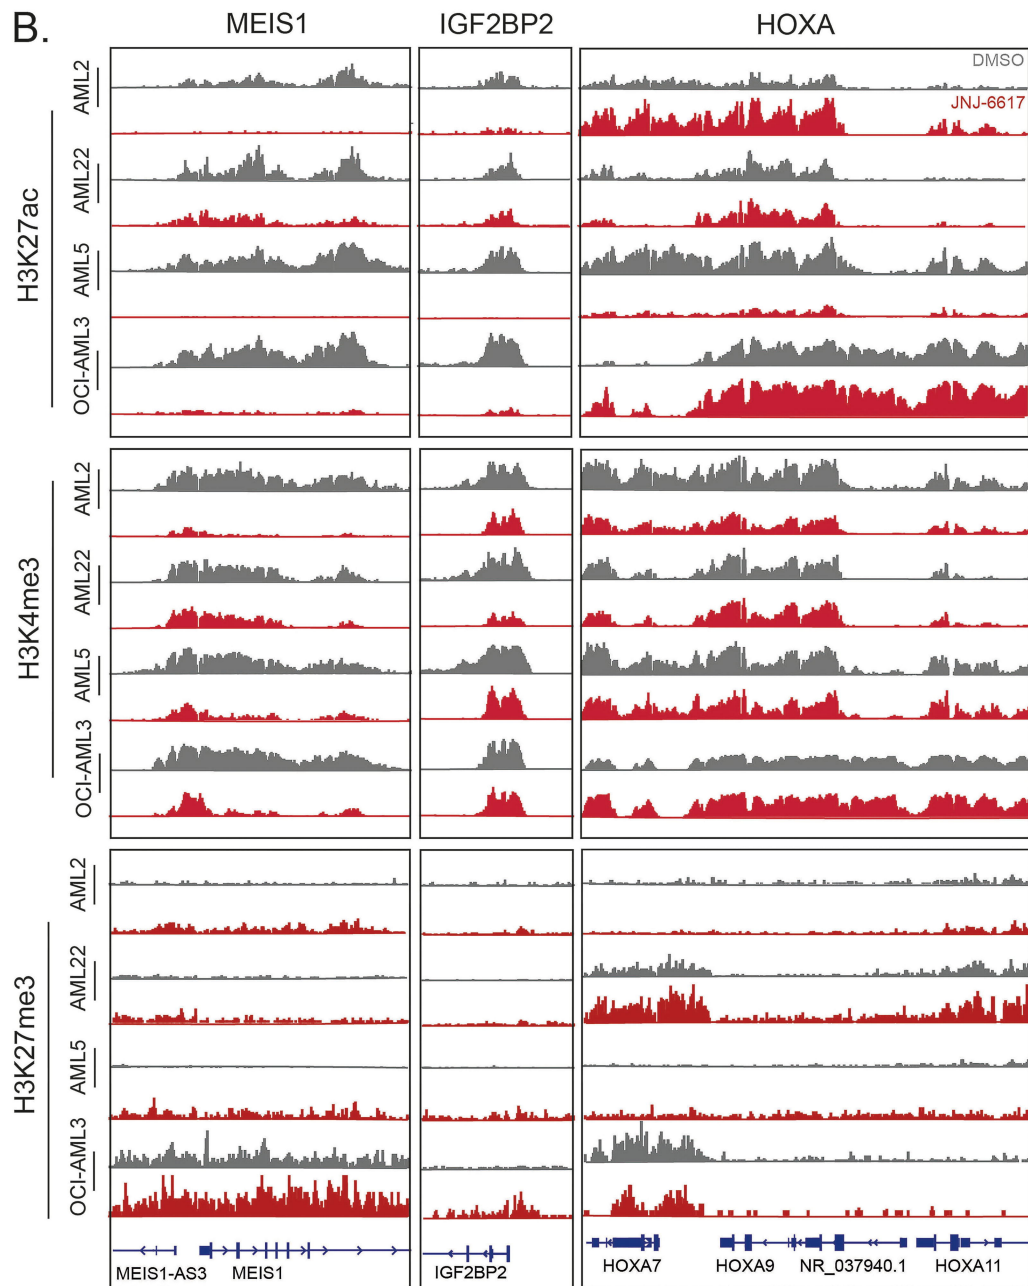 B.
MEIS1 IGF2BP2 HOXA
DMSO
JNJ-6617
H3K27ac
AML2
AML22
AML5
OCI-AML3
H3K4me3
AML2
AML22
AML5
OCI-AML3
H3K27me3
AML2
AML22
AML5
OCI-AML3
MEIS1-AS3 MEIS1 IGF2BP2 HOXA7 HOXA9 NR_037940.1 HOXA11